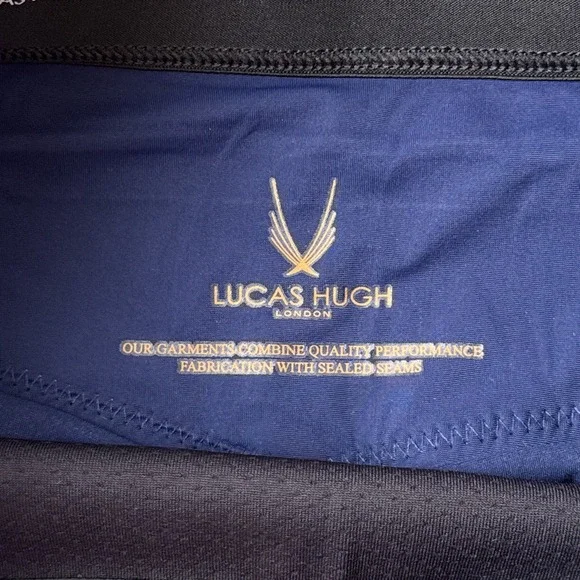 LUCAS HUGH
LONDON
OUR GARMENTS COMBINE QUALITY PERFORMANCE
FABRICATION WITH SEALED SEAMS